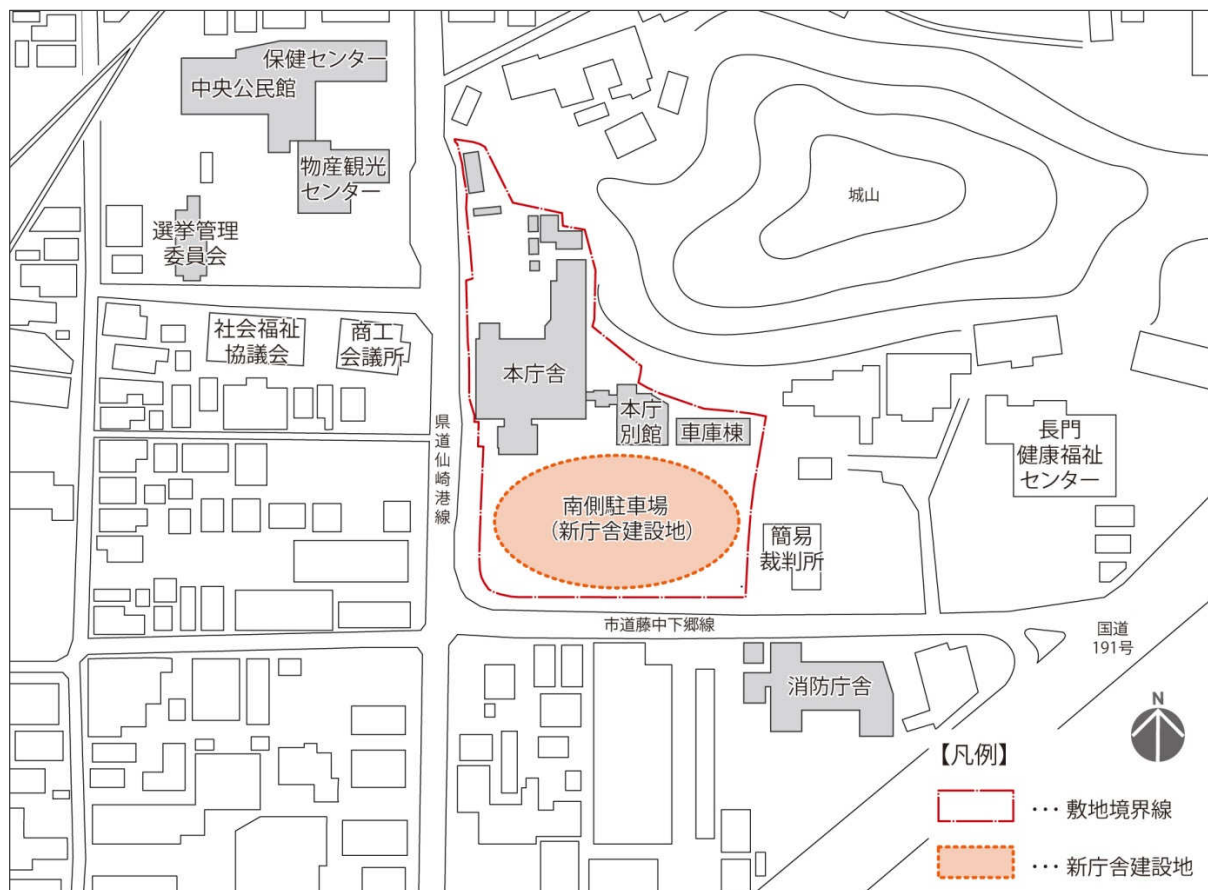 保健センター
中央公民館
物産観光
センター
選挙管理
委員会
城山
社会福祉
協議会
商工
会議所
本庁舎
本庁
別館
車庫棟
長門
健康福祉
センター
県道仙崎港線
南側駐車場
（新庁舎建設地）
簡易
裁判所
市道藤中下郷線
国道
191号
消防庁舎
N
【凡例】
･･･ 敷地境界線
･･･ 新庁舎建設地